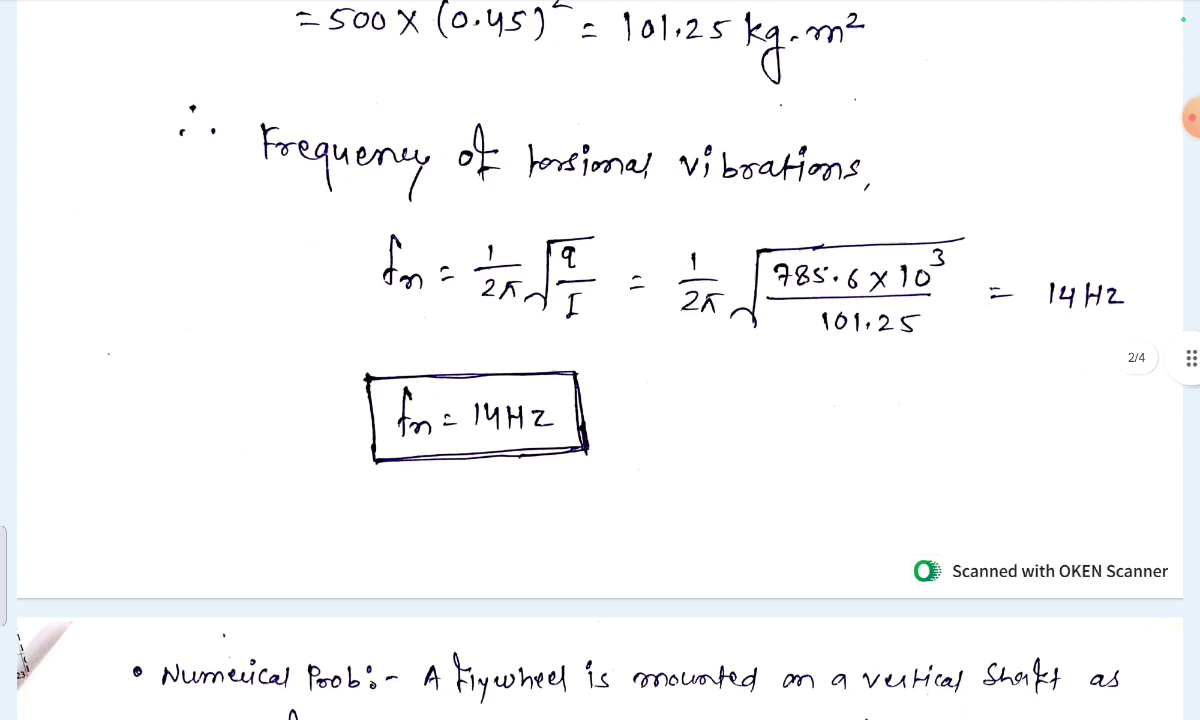 = 500 × (0.45)² = 101.25 kg.m²
∴ Frequency of torsional vibrations,
fn = 1/2π √(q/I) = 1/2π √(785.6 × 10³/101.25) = 14 HZ
2/4
fn = 14 HZ
Scanned with OKEN Scanner
• Numerical Prob:- A flywheel is mounted on a vertical shaft as